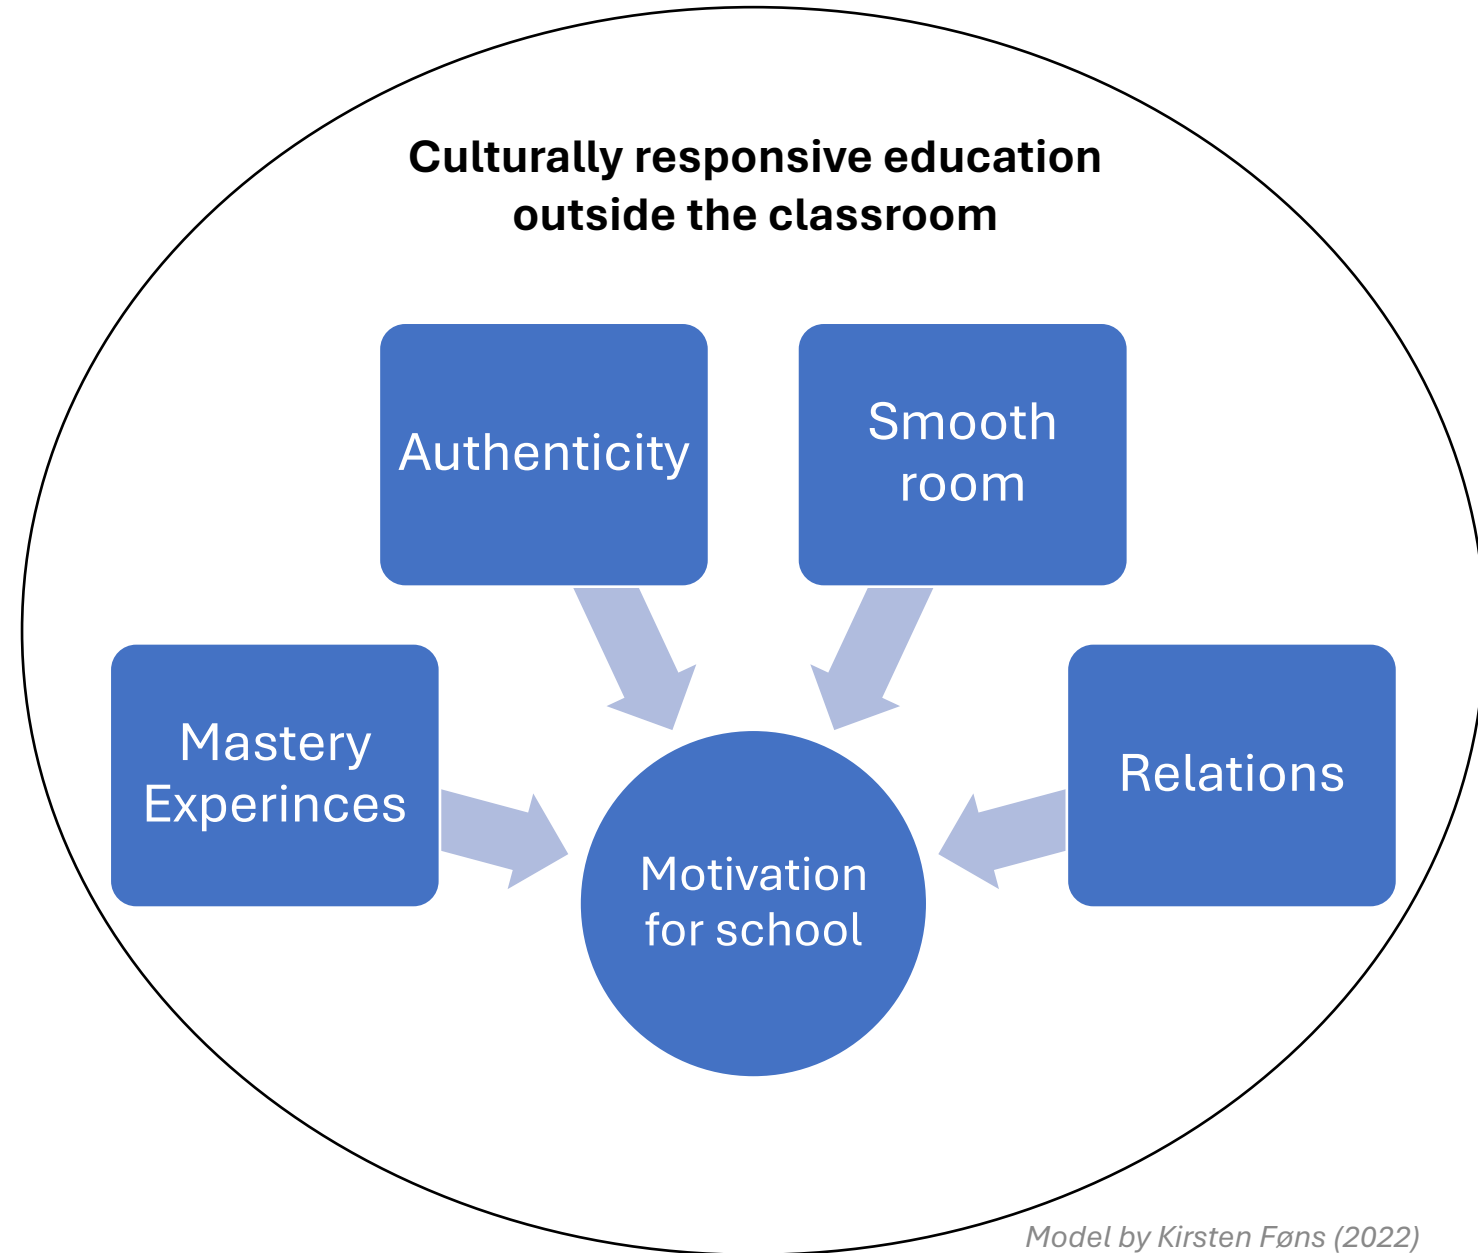 Culturally responsive education
outside the classroom
Authenticity
Smooth
room
Mastery
Experinces
Relations
Motivation
for school
Model by Kirsten Føns (2022)